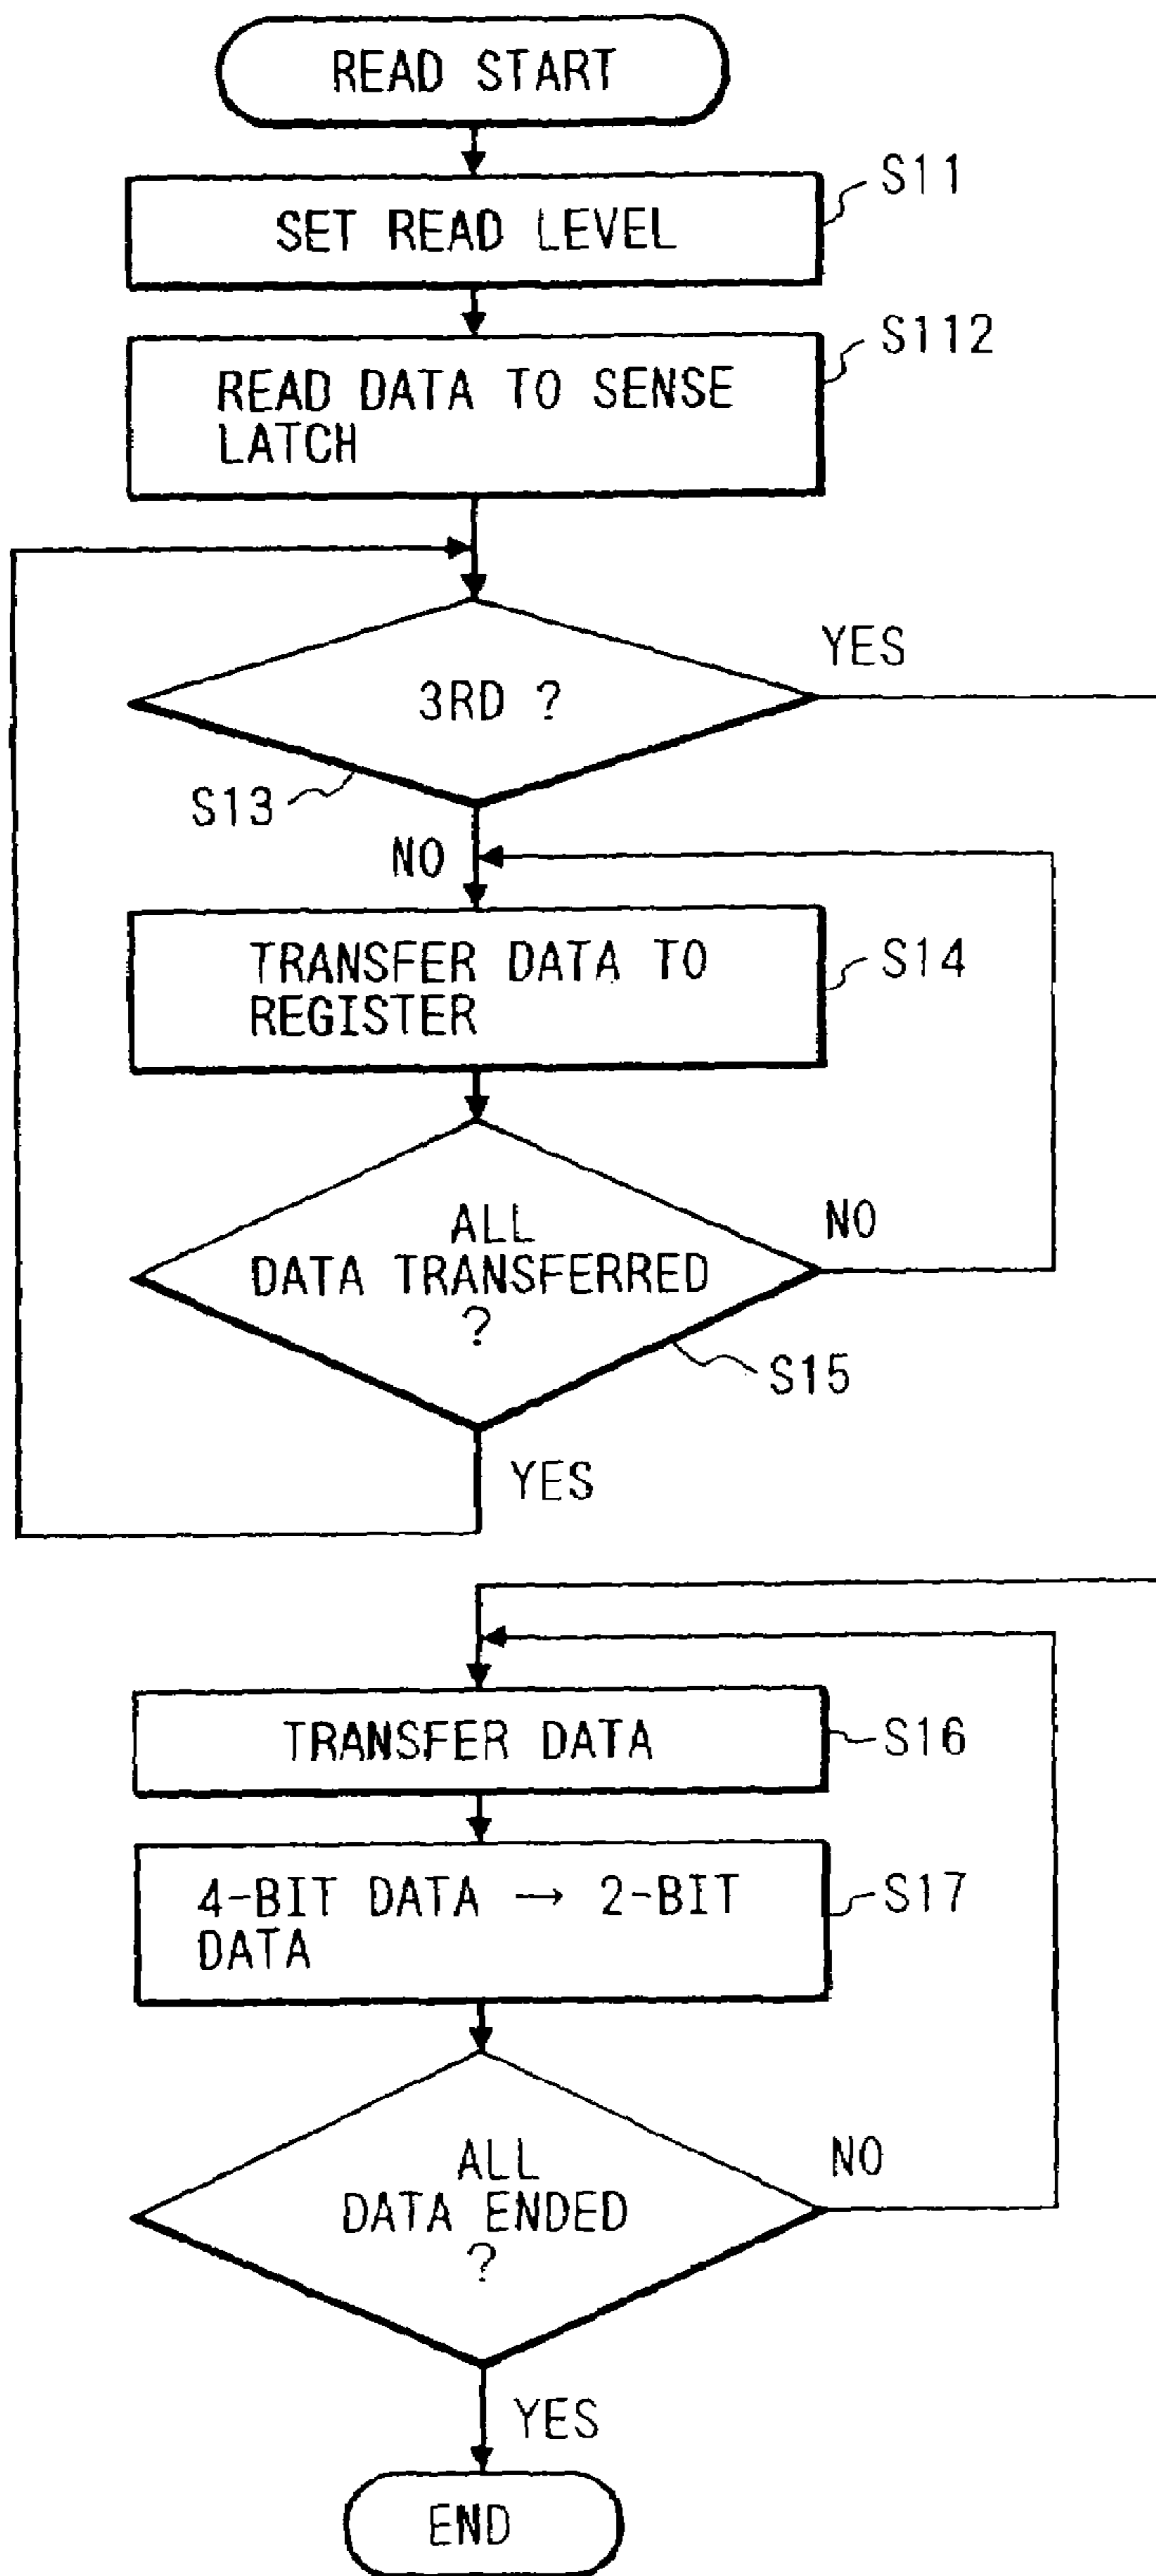 READ START
SET READ LEVEL
S11
READ DATA TO SENSE
LATCH
S112
3RD ?
YES
S13
NO
TRANSFER DATA TO
REGISTER
S14
ALL
DATA TRANSFERRED
?
NO
S15
YES
TRANSFER DATA
S16
4-BIT DATA → 2-BIT
DATA
S17
ALL
DATA ENDED
?
NO
YES
END